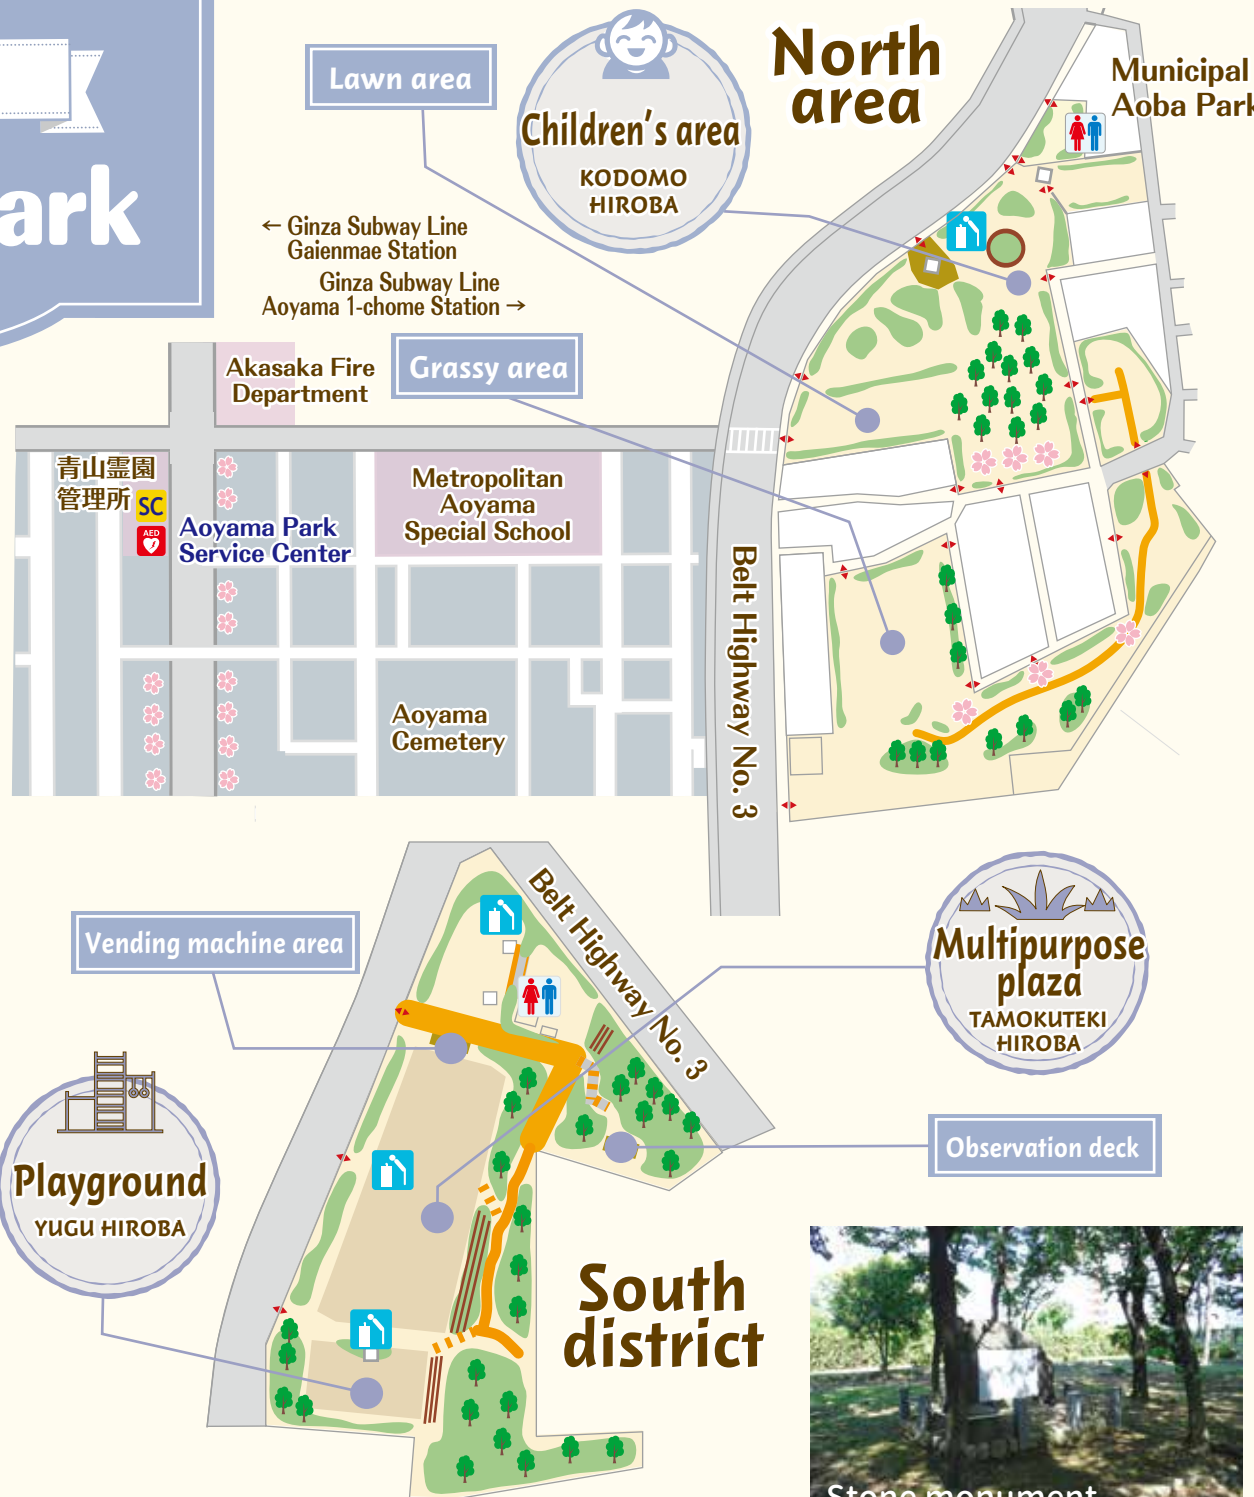 ark
Lawn area
Children's area
KODOMO
HIROBA
North
area
Municipal
Aoba Park
← Ginza Subway Line
Gaienmae Station
Ginza Subway Line
Aoyama 1-chome Station →
Grassy area
Akasaka Fire
Department
青山霊園
管理所
SC
AED
Aoyama Park
Service Center
Metropolitan
Aoyama
Special School
Belt Highway No. 3
Aoyama
Cemetery
Vending machine area
Belt Highway No. 3
Multipurpose
plaza
TAMOKUTEKI
HIROBA
Playground
YUGU HIROBA
Observation deck
South
district
Stone monument